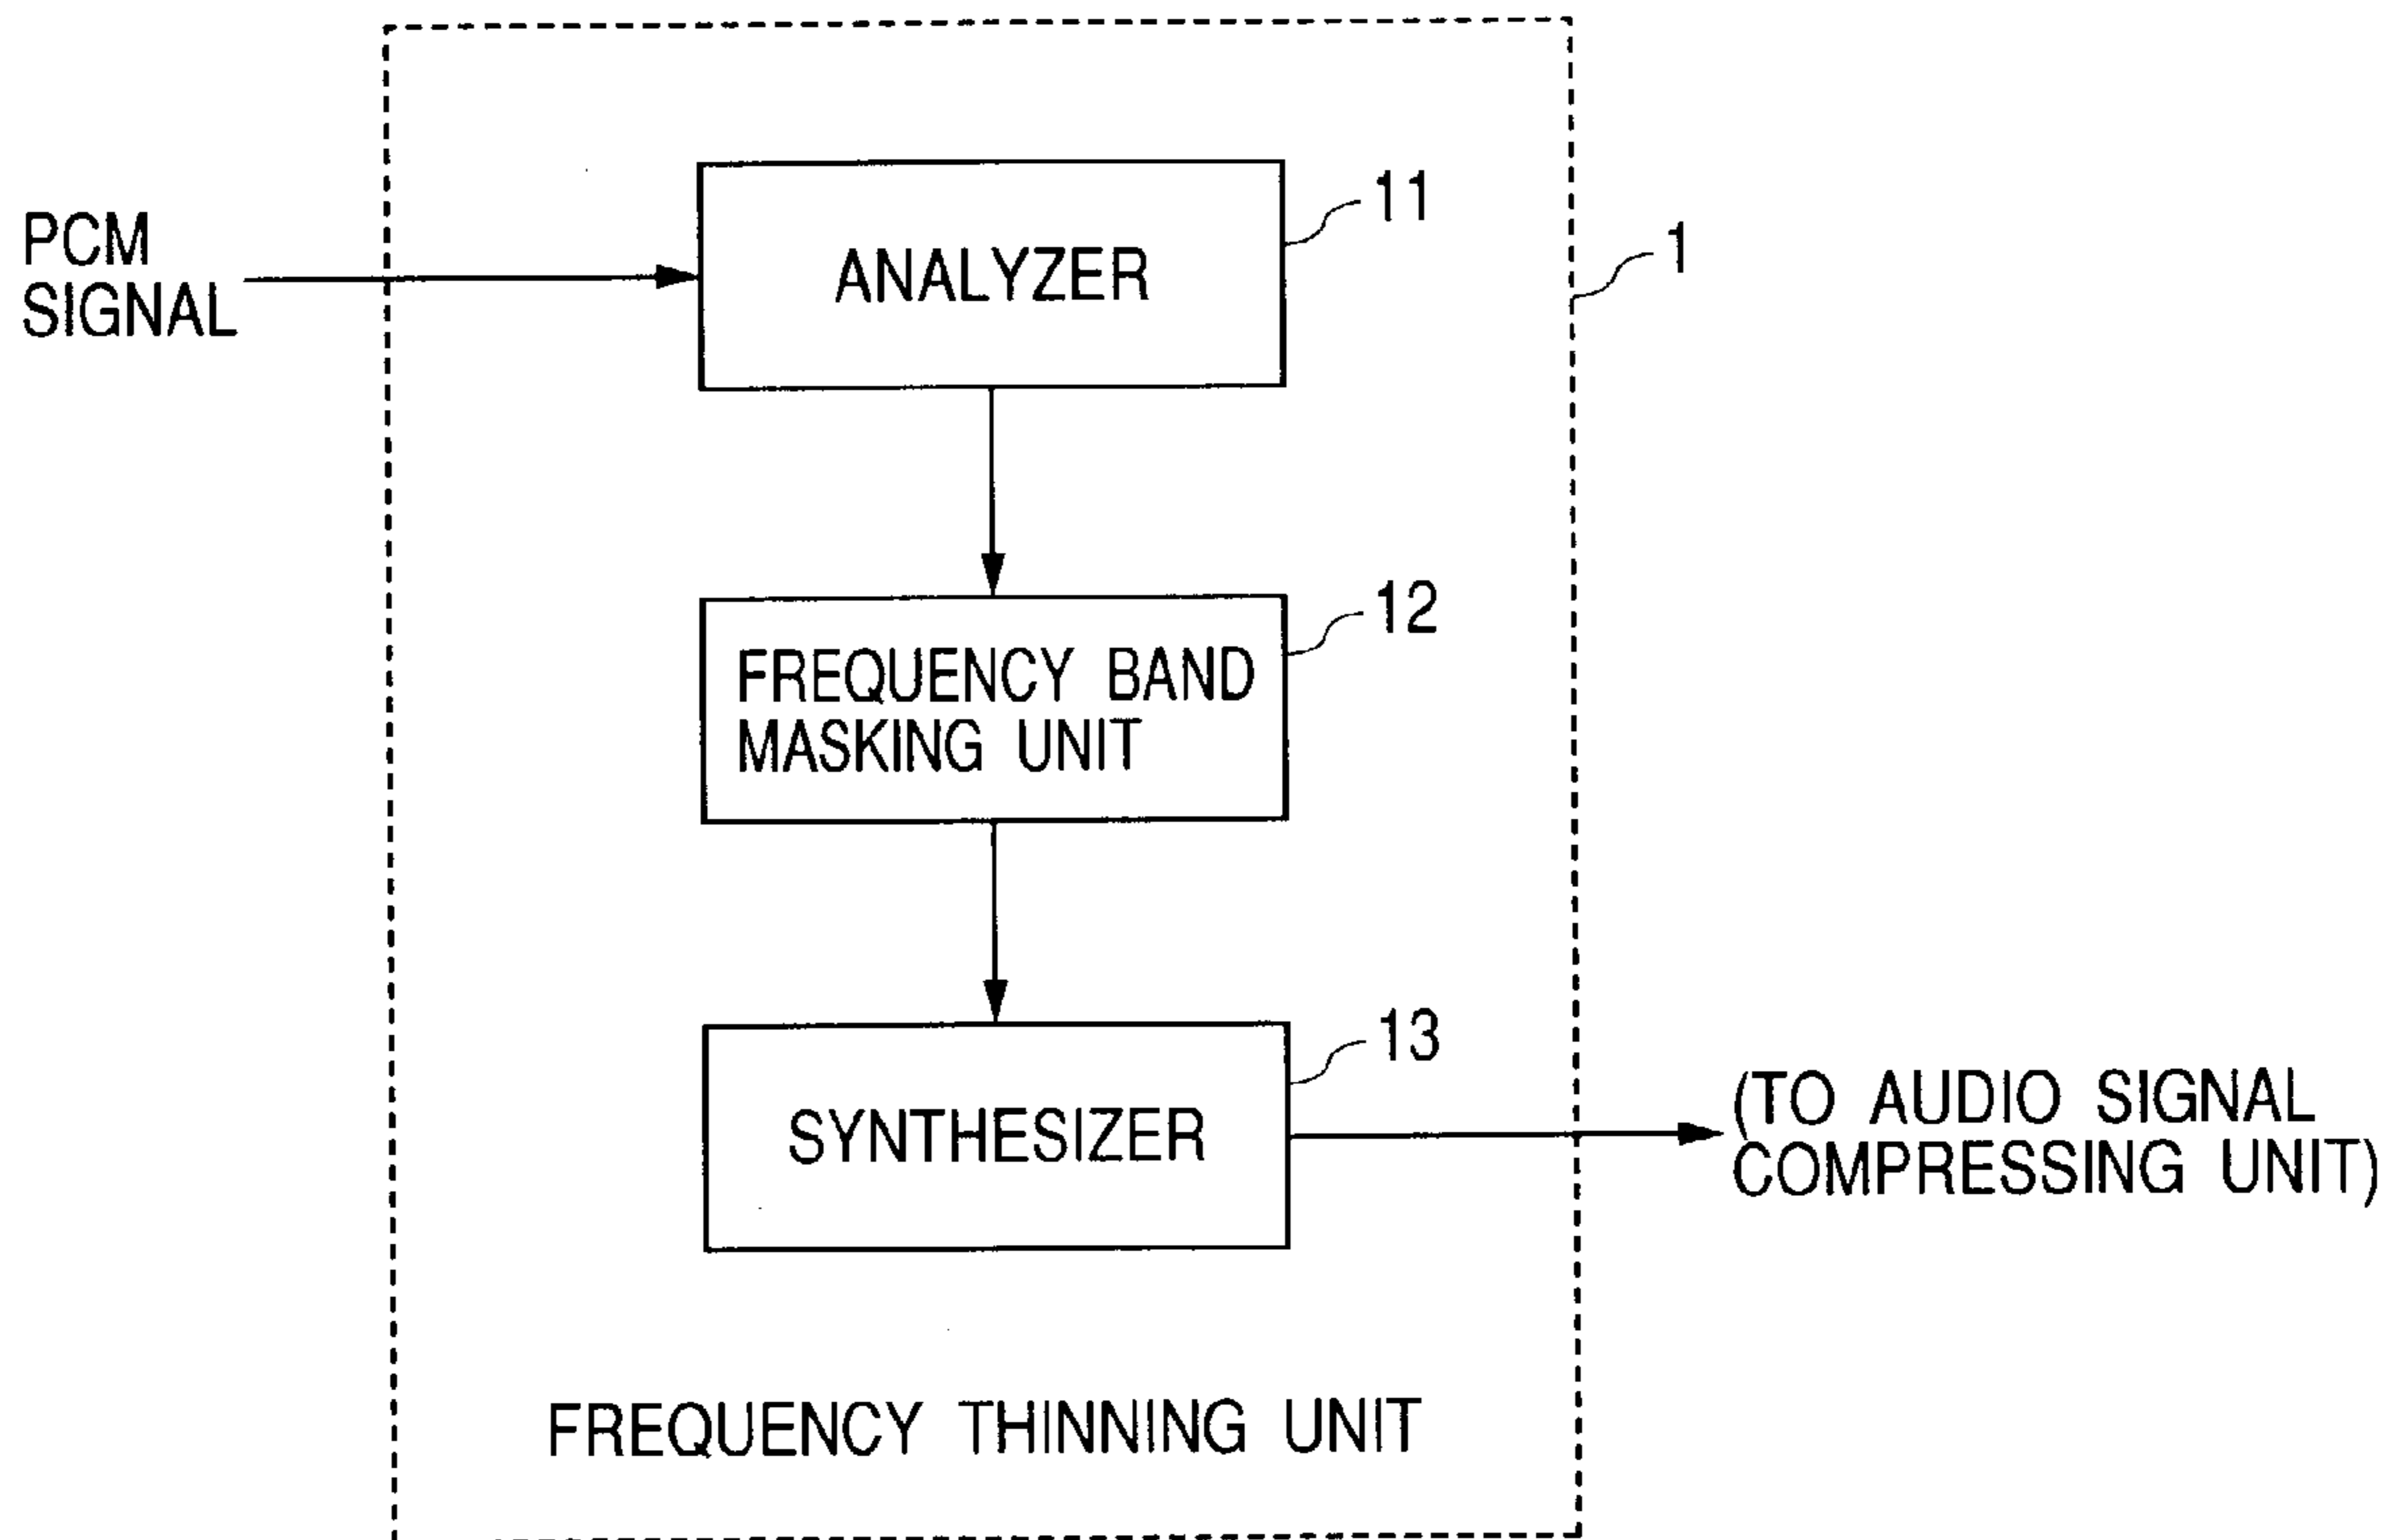 PCM
SIGNAL
ANALYZER
11
1
FREQUENCY BAND
MASKING UNIT
12
SYNTHESIZER
13
(TO AUDIO SIGNAL
COMPRESSING UNIT)
FREQUENCY THINNING UNIT